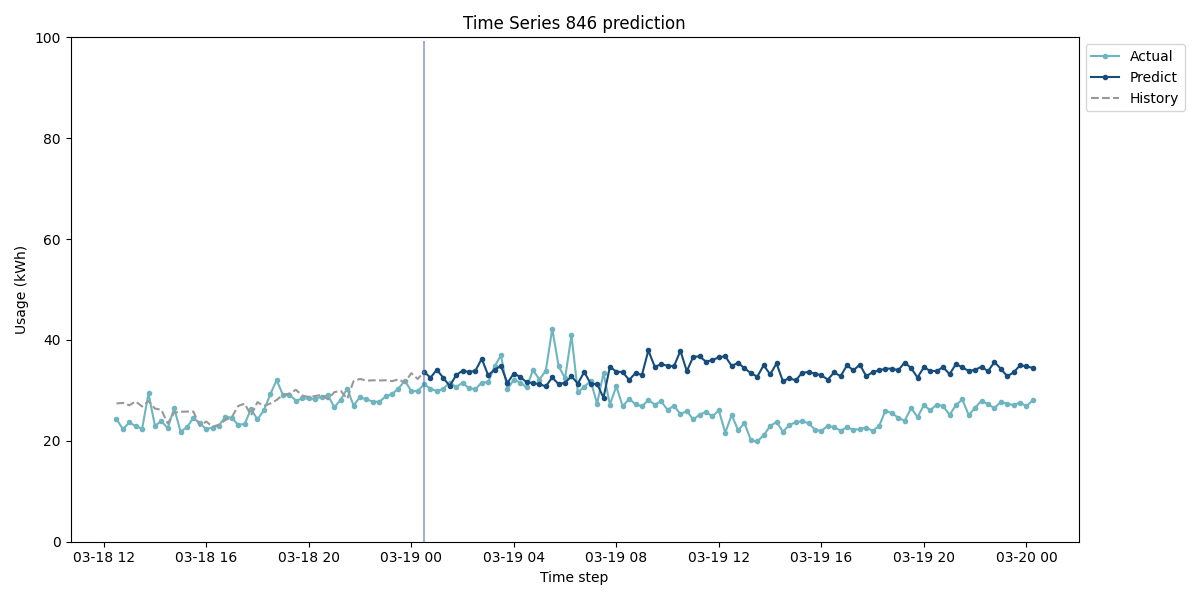 Time Series 846 prediction
Usage (kWh)
100
80
60
40
20
0
03-18 12
03-18 16
03-18 20
03-19 00
03-19 04
03-19 08
03-19 12
03-19 16
03-19 20
03-20 00
Time step
Actual
Predict
History